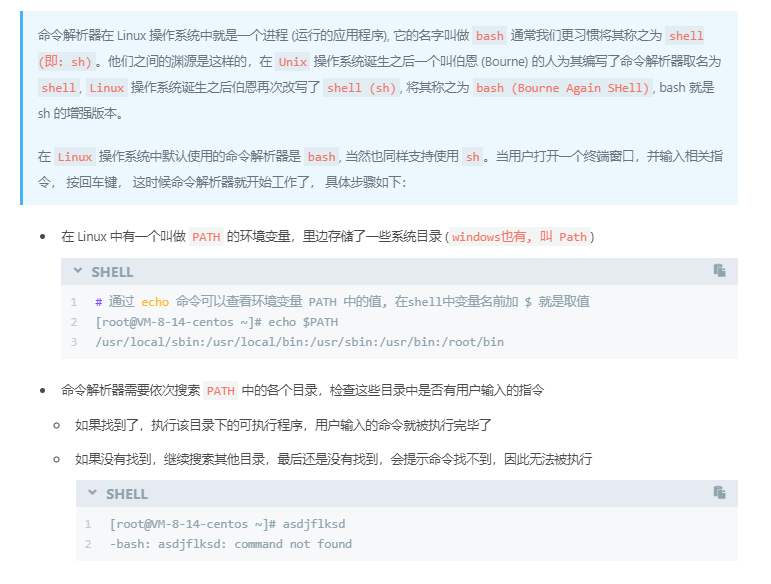 命令解析器在 Linux 操作系统中就是一个进程 (运行的应用程序), 它的名字叫做 bash 通常我们更习惯将其称之为 shell
(即: sh) 。他们之间的渊源是这样的，在 Unix 操作系统诞生之后一个叫伯恩 (Bourne) 的人为其编写了命令解析器取名为
shell, Linux 操作系统诞生之后伯恩再次改写了 shell (sh), 将其称之为 bash (Bourne Again SHell), bash 就是
sh 的增强版本。
在 Linux 操作系统中默认使用的命令解析器是 bash, 当然也同样支持使用 sh 。当用户打开一个终端窗口，并输入相关指
令， 按回车键， 这时候命令解析器就开始工作了， 具体步骤如下：
在 Linux 中有一个叫做 PATH 的环境变量，里边存储了一些系统目录 (windows也有, 叫 Path)
SHELL
1 # 通过 echo 命令可以查看环境变量 PATH 中的值, 在shell中变量名前加 $ 就是取值
2 [root@VM-8-14-centos ~]# echo $PATH
3 /usr/local/sbin:/usr/local/bin:/usr/sbin:/usr/bin:/root/bin
命令解析器需要依次搜索 PATH 中的各个目录，检查这些目录中是否有用户输入的指令
如果找到了，执行该目录下的可执行程序，用户输入的命令就被执行完毕了
如果没有找到，继续搜索其他目录，最后还是没有找到，会提示命令找不到，因此无法被执行
SHELL
1 [root@VM-8-14-centos ~]# asdjflksd
2 -bash: asdjflksd: command not found